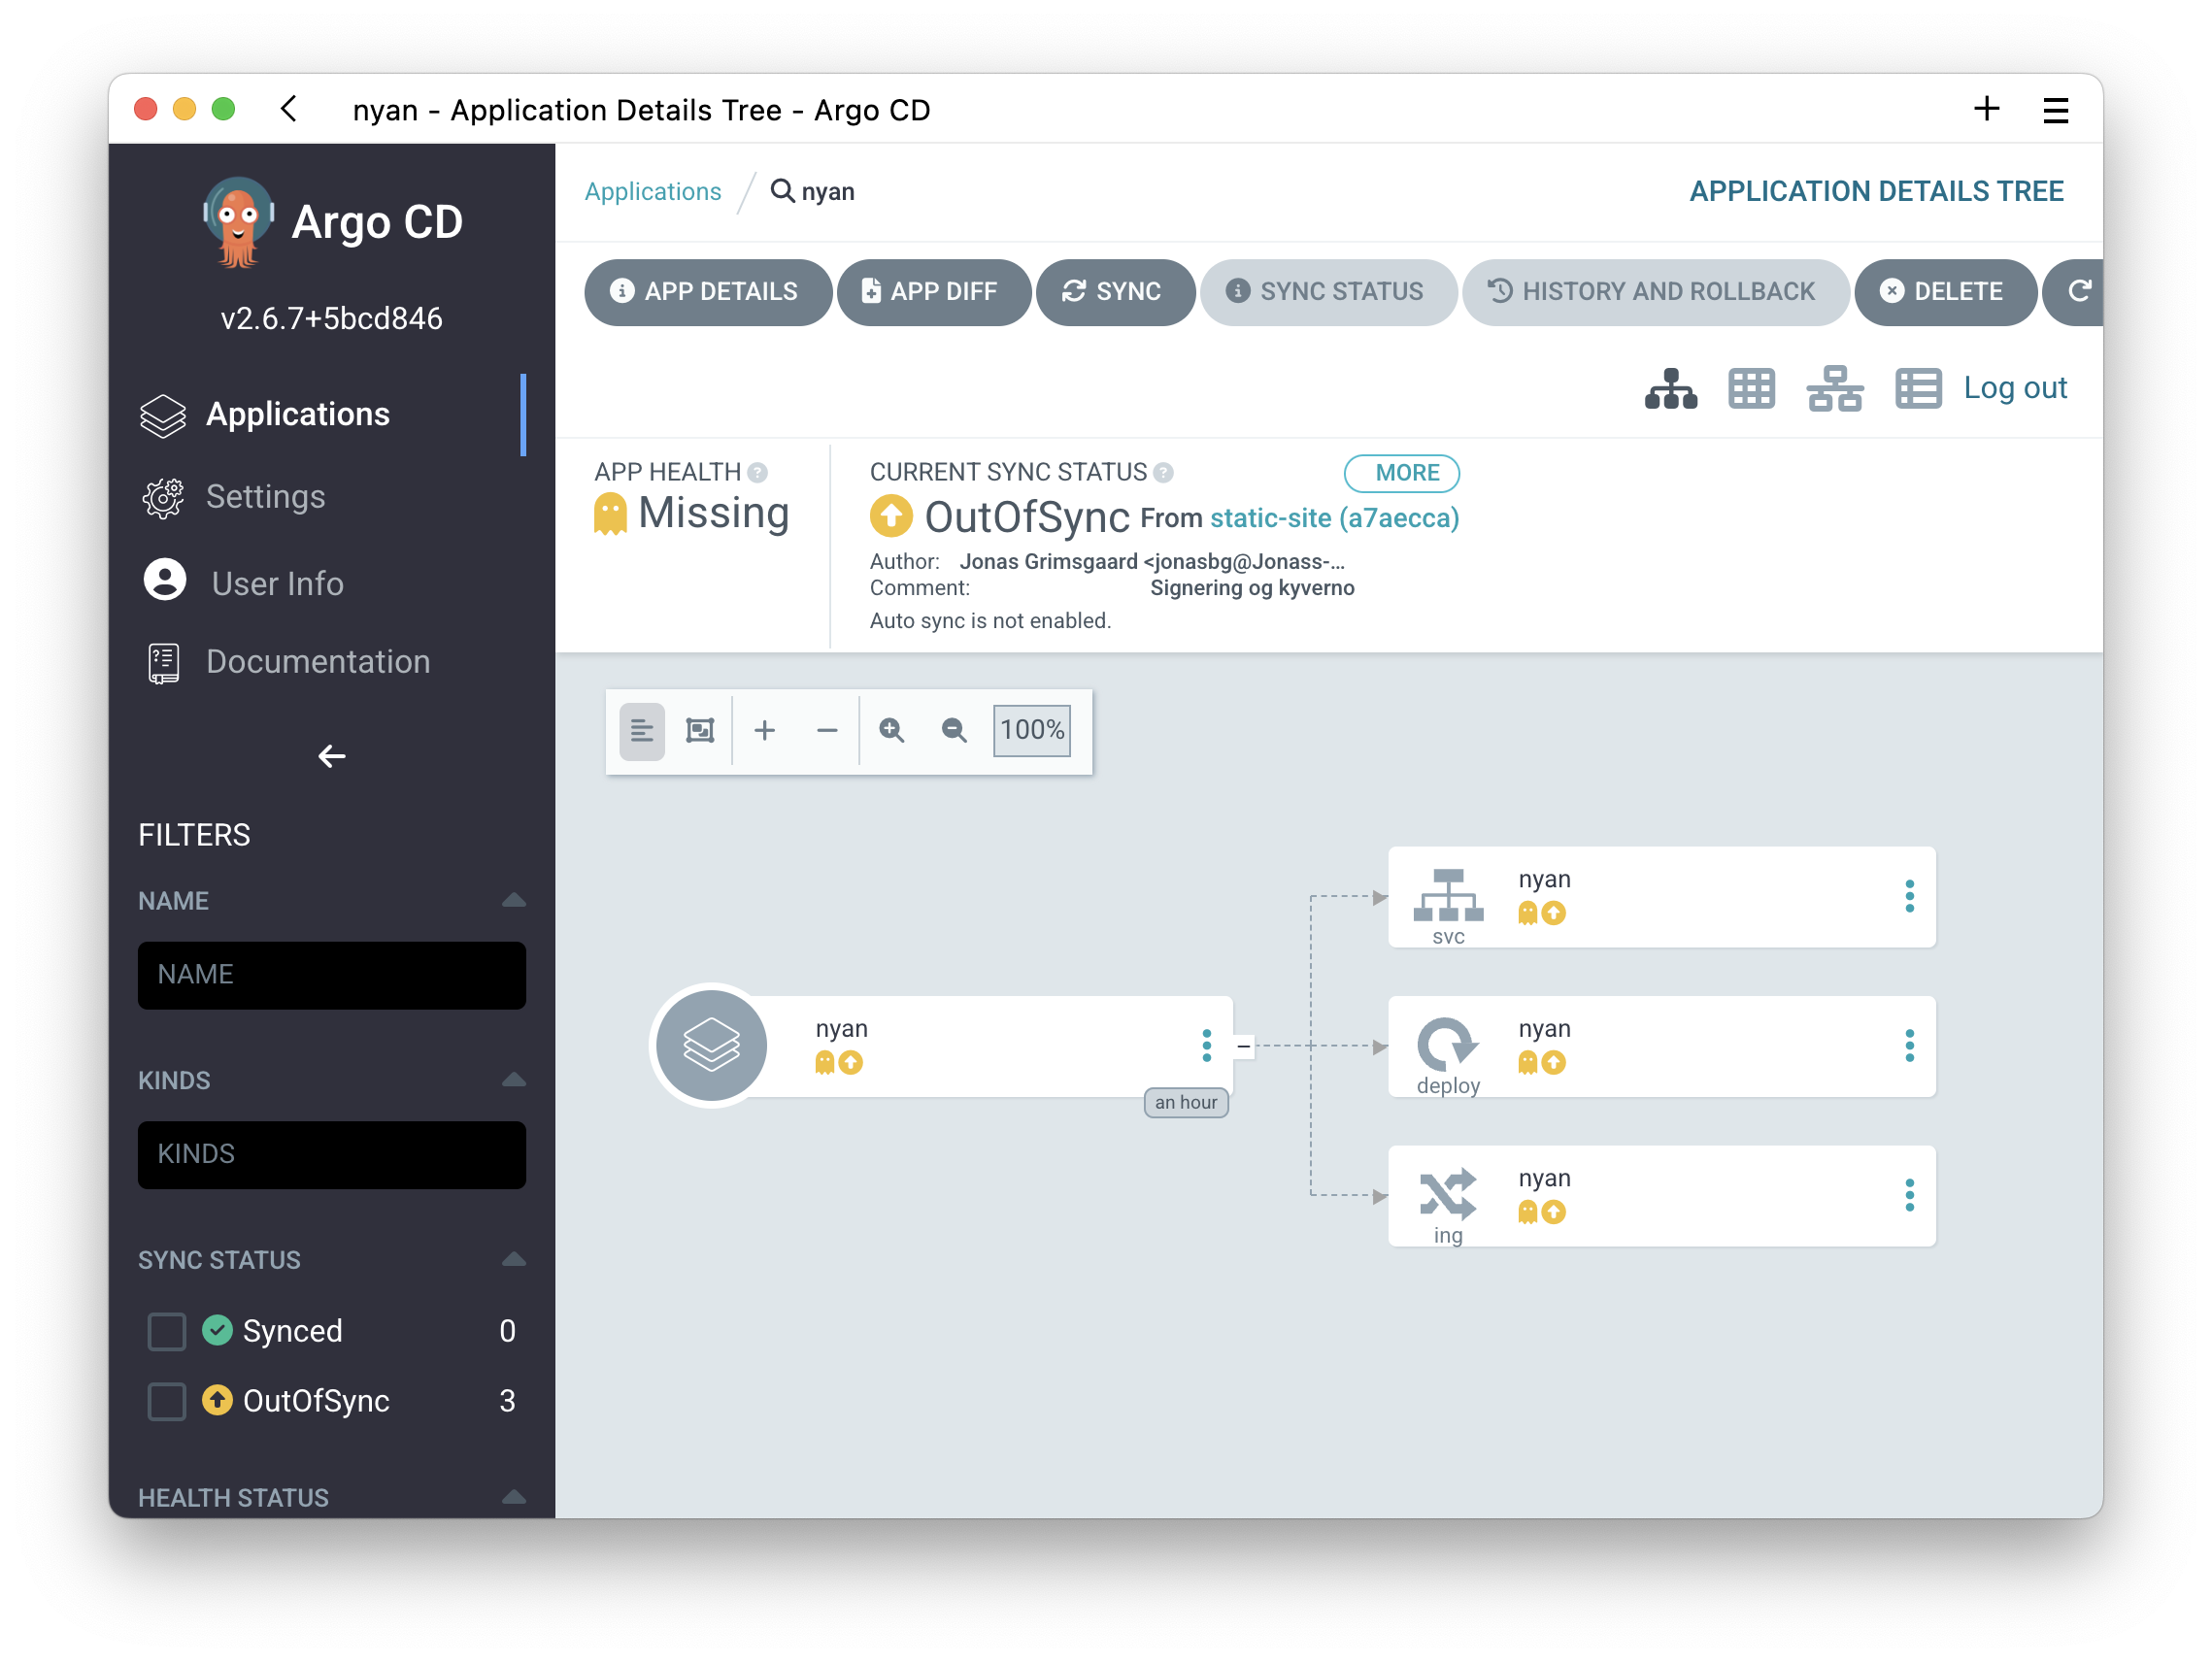 nyan - Application Details Tree - Argo CD
Argo CD
v2.6.7+5bcd846
Applications
Settings
User Info
Documentation
FILTERS
NAME
NAME
KINDS
KINDS
SYNC STATUS
Synced 0
OutOfSync 3
HEALTH STATUS
Applications / nyan
APPLICATION DETAILS TREE
APP DETAILS APP DIFF SYNC SYNC STATUS HISTORY AND ROLLBACK DELETE
Log out
APP HEALTH
Missing
CURRENT SYNC STATUS MORE
OutOfSync From static-site (a7aecca)
Author: Jonas Grimsgaard <jonasbg@Jonass-...
Comment: Signering og kyverno
Auto sync is not enabled.
100%
nyan
an hour
nyan
svc
nyan
deploy
nyan
ing